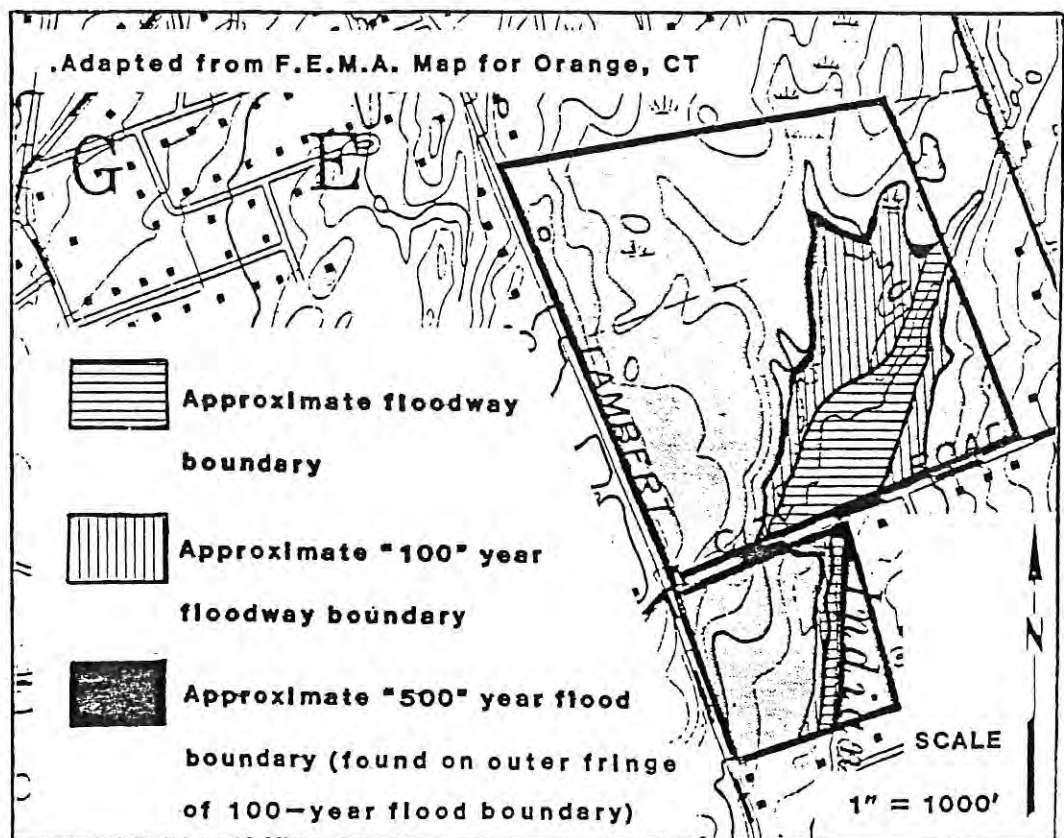 .Adapted from F.E.M.A. Map for Orange, CT
G E
LAMBERT
Approximate floodway
boundary
Approximate "100" year
floodway boundary
Approximate "500" year flood
boundary (found on outer fringe
of 100-year flood boundary)
N
SCALE
1" = 1000'